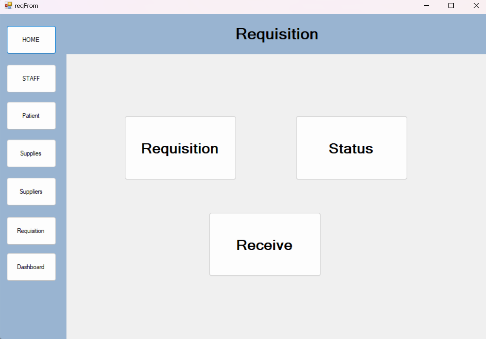 recFrom
Requisition
HOME
STAFF
Patient
Supplies
Suppliers
Requisition
Dashboard
Requisition
Status
Receive